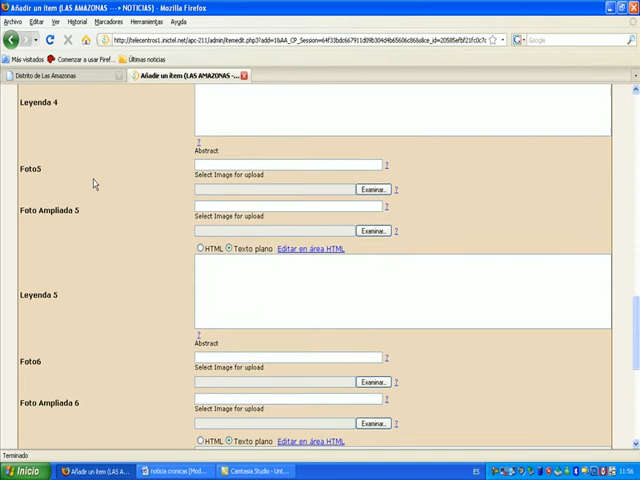 Añadir un ítem (LAS AMAZONAS ---> NOTICIAS) - Mozilla Firefox
Archivo Editar Ver Historial Marcadores Herramientas Ayuda
Google
Más visitados Comenzar a usar Firef... Últimas noticias
Distrito de Las Amazonas Añadir un ítem (LAS AMAZONAS -...
Leyenda 4
?
Abstract
Foto5 ?
Select Image for upload
Examinar... ?
Foto Ampliada 5 ?
Select Image for upload
Examinar... ?
HTML Texto plano Editar en área HTML
Leyenda 5
?
Abstract
Foto6 ?
Select Image for upload
Examinar... ?
Foto Ampliada 6 ?
Select Image for upload
Examinar... ?
HTML Texto plano Editar en área HTML
Terminado
Inicio Añadir un ítem (LAS A... noticia cronicas [Mod... Camtasia Studio - Unt... ES 11:56